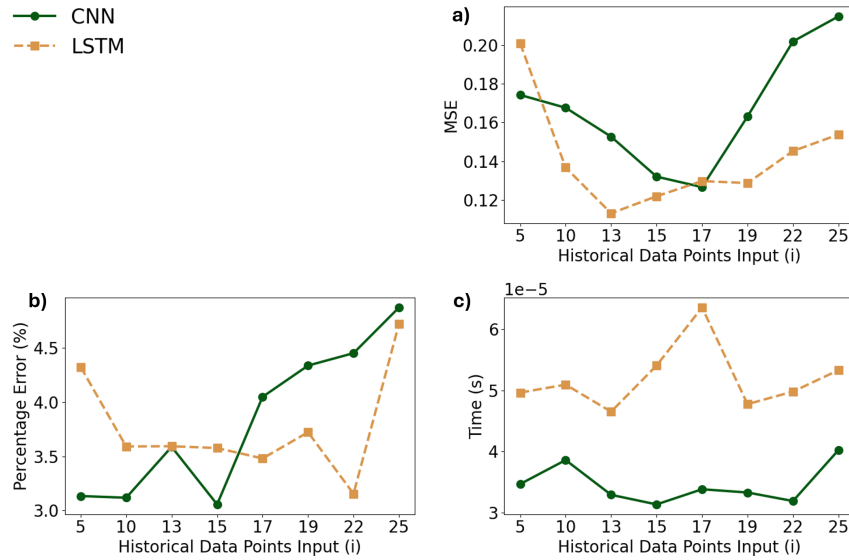 CNN
LSTM
a)
MSE
0.20
0.18
0.16
0.14
0.12
5 10 13 15 17 19 22 25
Historical Data Points Input (i)
b)
Percentage Error (%)
4.5
4.0
3.5
3.0
5 10 13 15 17 19 22 25
Historical Data Points Input (i)
c)
1e−5
Time (s)
6
5
4
3
5 10 13 15 17 19 22 25
Historical Data Points Input (i)